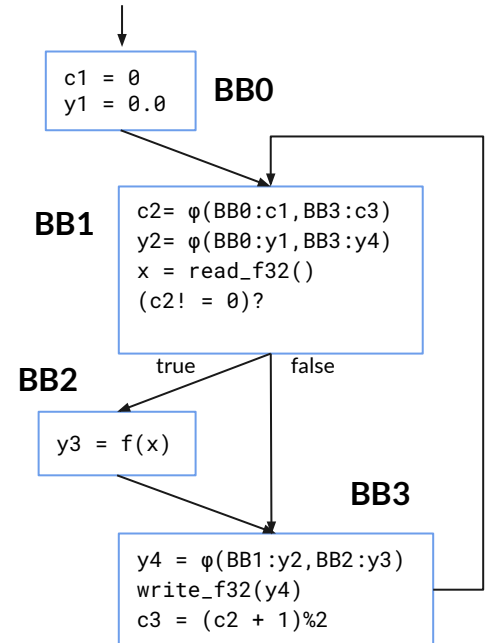 c1 = 0
y1 = 0.0
BB0
BB1
c2= φ(BB0:c1,BB3:c3)
y2= φ(BB0:y1,BB3:y4)
x = read_f32()
(c2! = 0)?
true
false
BB2
y3 = f(x)
BB3
y4 = φ(BB1:y2,BB2:y3)
write_f32(y4)
c3 = (c2 + 1)%2